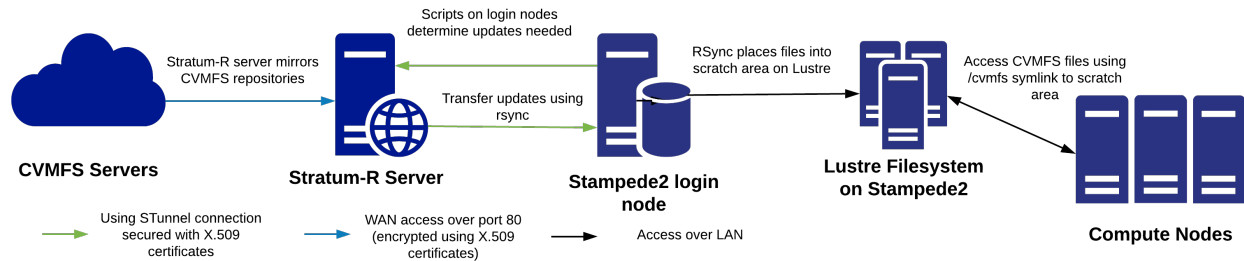 Scripts on login nodes
determine updates needed
Stratum-R server mirrors
CVMFS repositories
RSync places files into
scratch area on Lustre
Access CVMFS files using
/cvmfs symlink to scratch
area
Transfer updates using
rsync
CVMFS Servers
Stratum-R Server
Stampede2 login
node
Lustre Filesystem
on Stampede2
Compute Nodes
Using STunnel connection
secured with X.509
certificates
WAN access over port 80
(encrypted using X.509
certificates)
Access over LAN